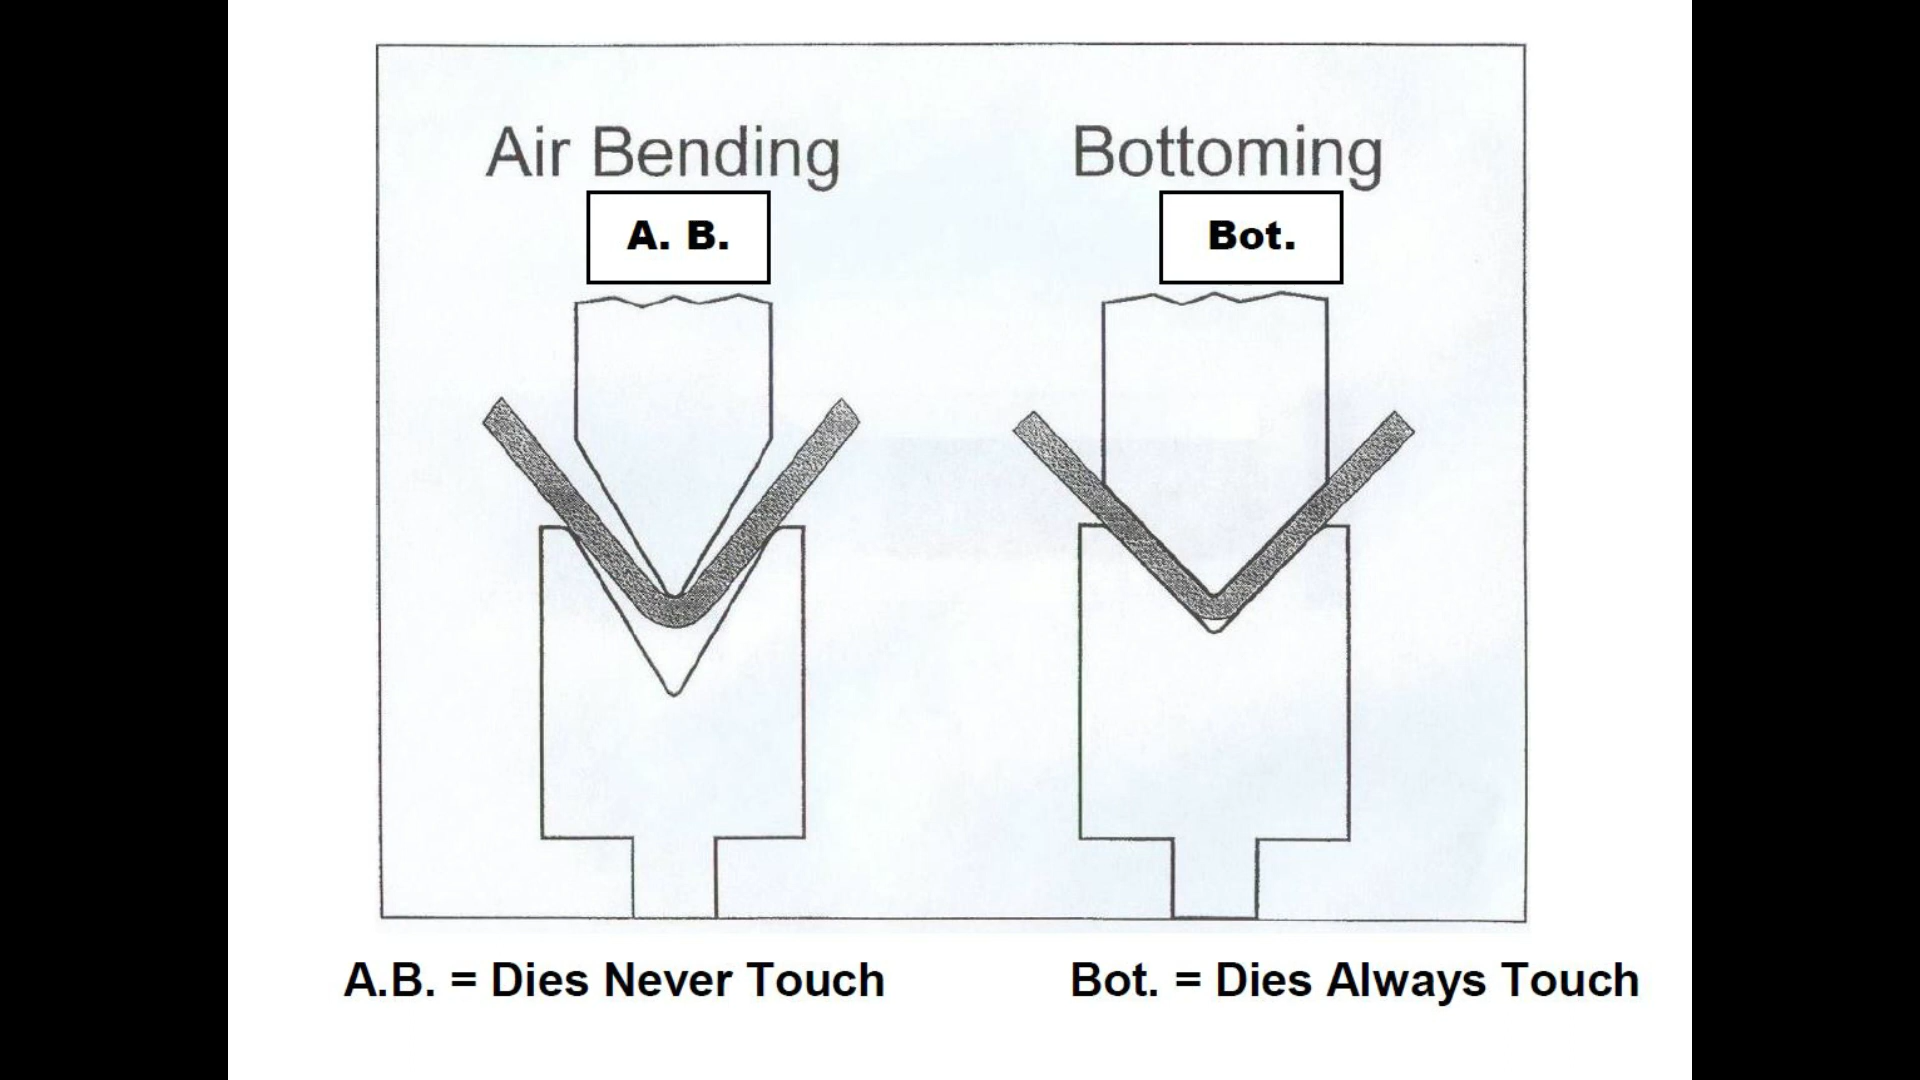 Air Bending
Bottoming
A. B.
Bot.
A.B. = Dies Never Touch
Bot. = Dies Always Touch